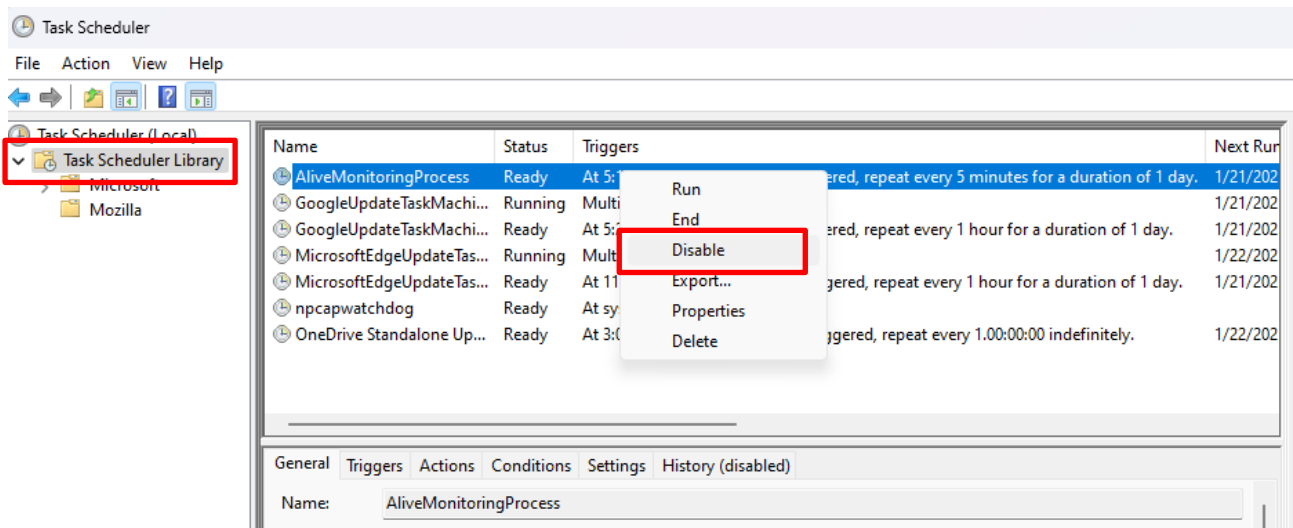 Task Scheduler
File Action View Help
Task Scheduler (Local)
Task Scheduler Library
Microsoft
Mozilla
Name Status Triggers Next Run
AliveMonitoringProcess Ready At 5:1 ered, repeat every 5 minutes for a duration of 1 day. 1/21/202
GoogleUpdateTaskMachi... Running Multi 1/21/202
GoogleUpdateTaskMachi... Ready At 5: ered, repeat every 1 hour for a duration of 1 day. 1/21/202
MicrosoftEdgeUpdateTas... Running Mult 1/22/202
MicrosoftEdgeUpdateTas... Ready At 11 gered, repeat every 1 hour for a duration of 1 day. 1/21/202
npcapwatchdog Ready At sy
OneDrive Standalone Up... Ready At 3:0 ggered, repeat every 1.00:00:00 indefinitely. 1/22/202
Run
End
Disable
Export...
Properties
Delete
General Triggers Actions Conditions Settings History (disabled)
Name: AliveMonitoringProcess